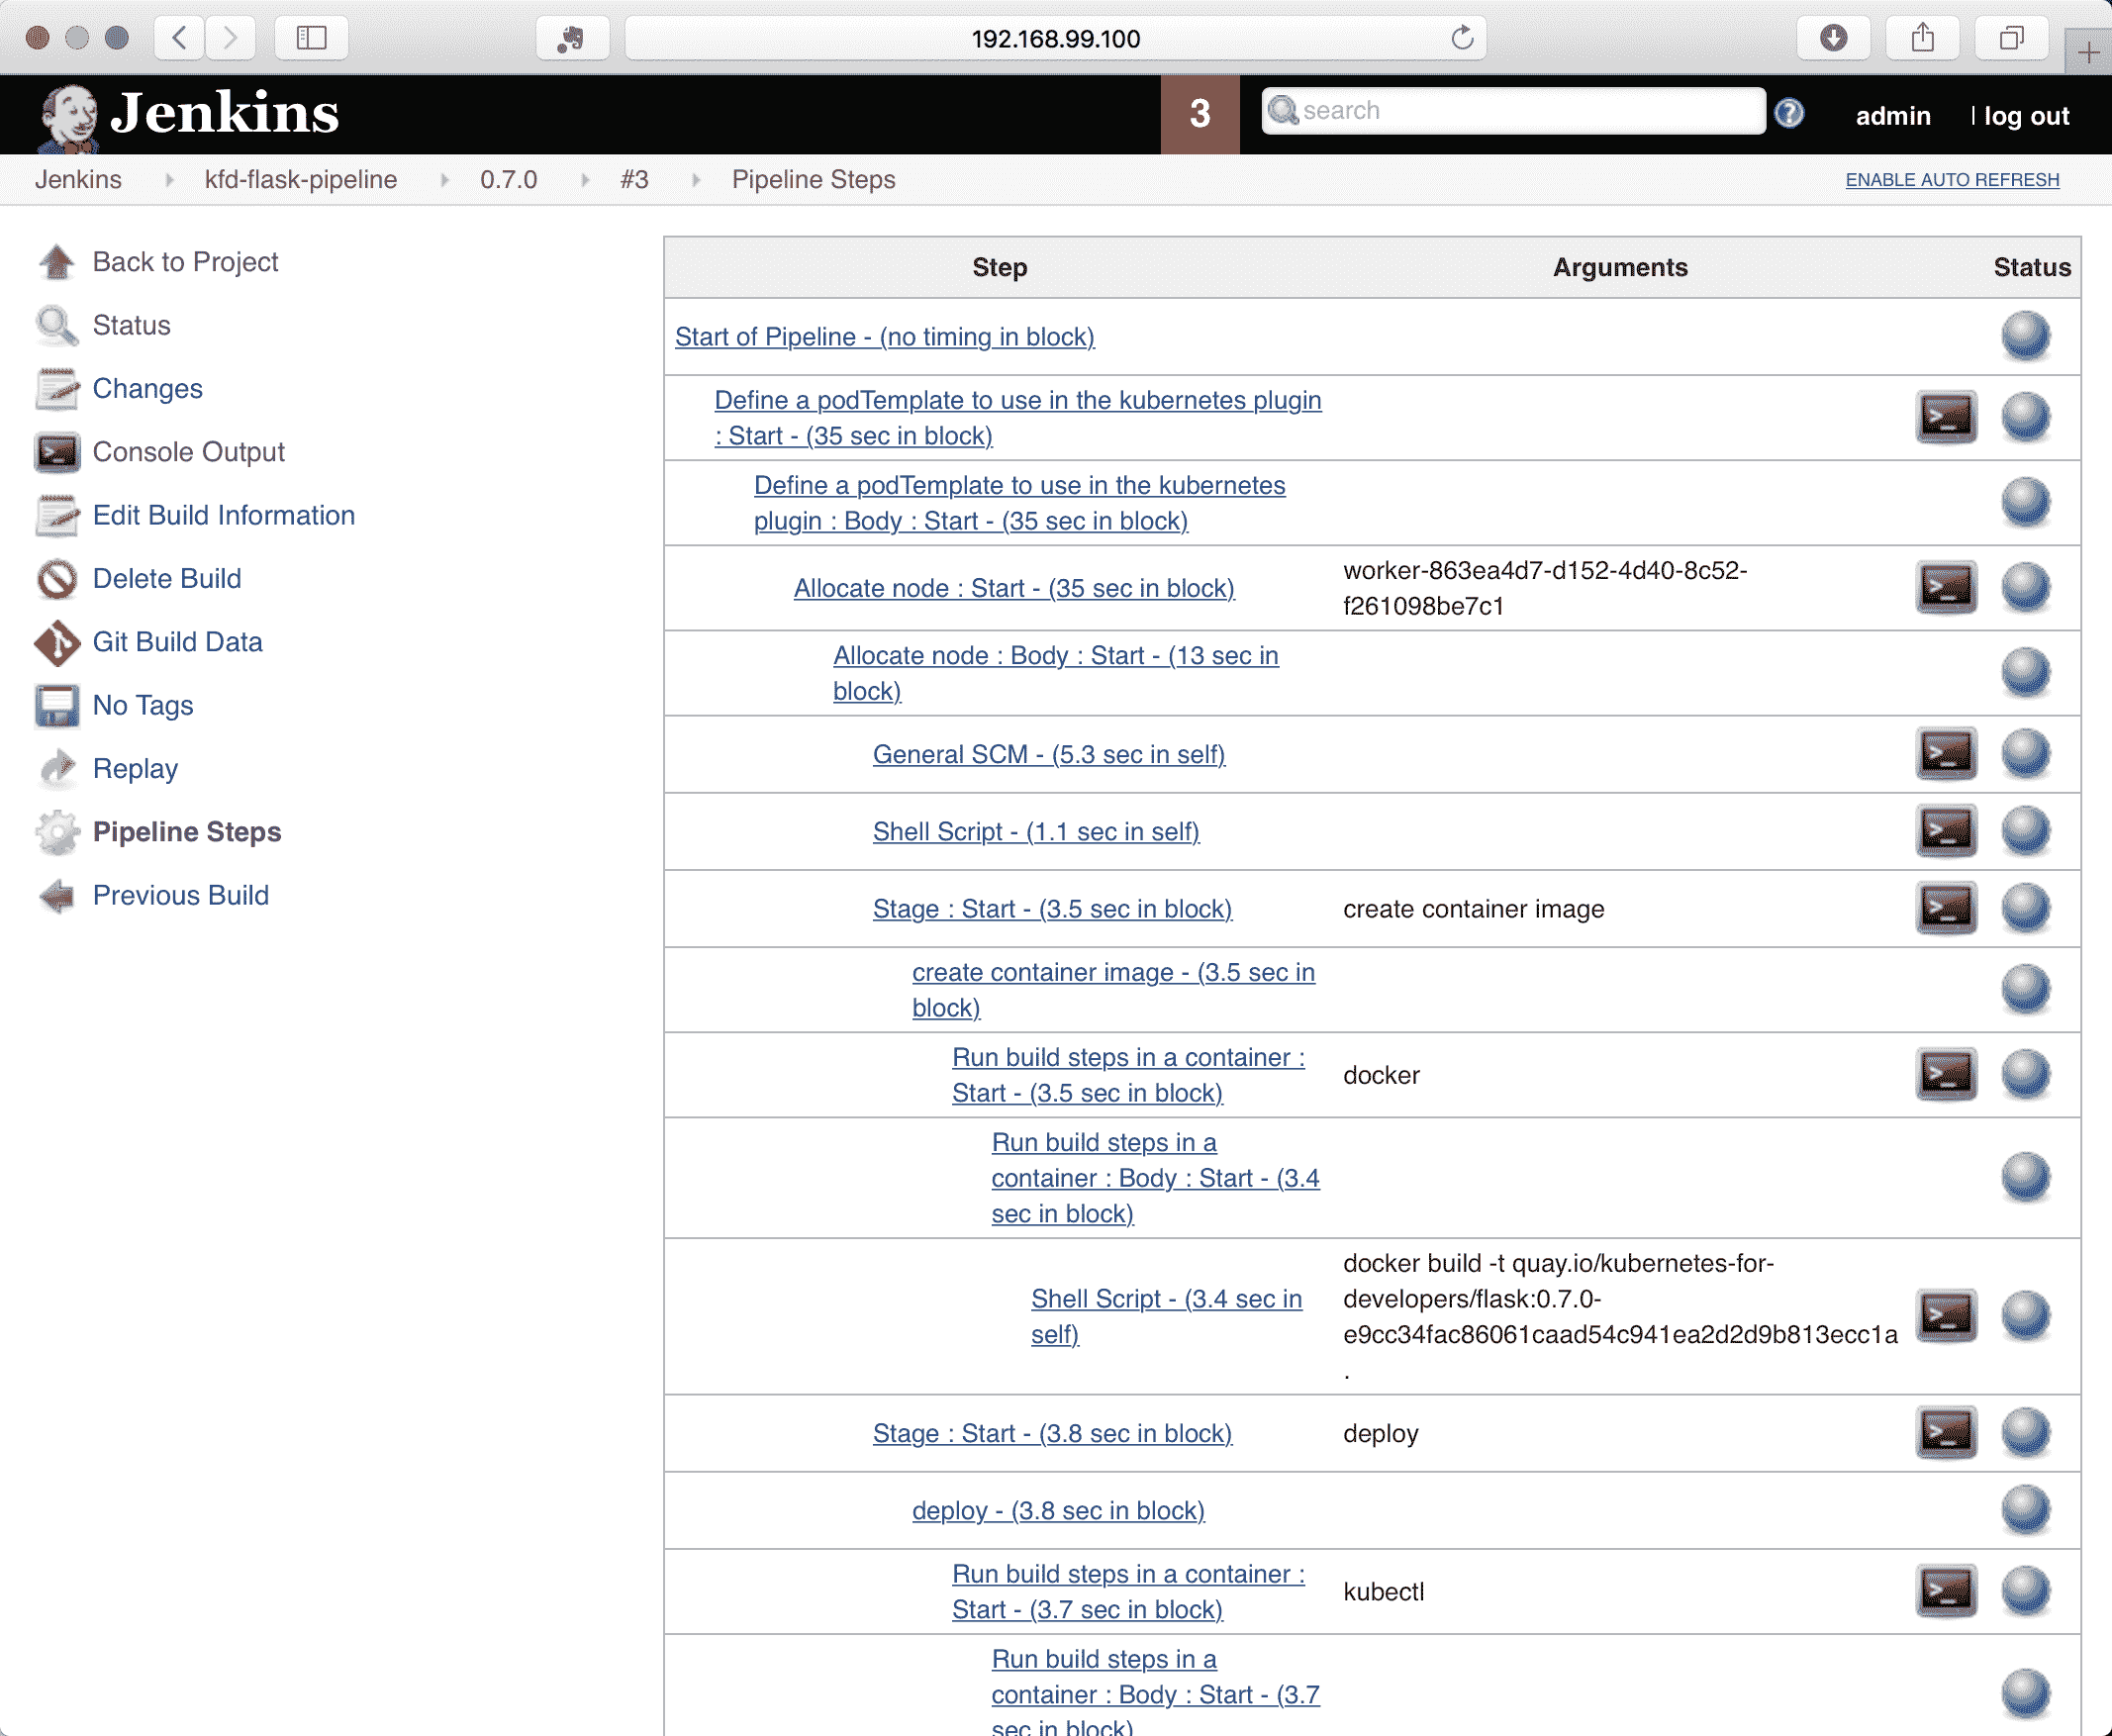 192.168.99.100
Jenkins
3
search
admin
| log out
Jenkins
kfd-flask-pipeline
0.7.0
#3
Pipeline Steps
ENABLE AUTO REFRESH
Back to Project
Status
Changes
Console Output
Edit Build Information
Delete Build
Git Build Data
No Tags
Replay
Pipeline Steps
Previous Build
Step
Arguments
Status
Start of Pipeline - (no timing in block)
Define a podTemplate to use in the kubernetes plugin
: Start - (35 sec in block)
Define a podTemplate to use in the kubernetes
plugin : Body : Start - (35 sec in block)
Allocate node : Start - (35 sec in block)
worker-863ea4d7-d152-4d40-8c52-
f261098be7c1
Allocate node : Body : Start - (13 sec in
block)
General SCM - (5.3 sec in self)
Shell Script - (1.1 sec in self)
Stage : Start - (3.5 sec in block)
create container image
create container image - (3.5 sec in
block)
Run build steps in a container :
Start - (3.5 sec in block)
docker
Run build steps in a
container : Body : Start - (3.4
sec in block)
Shell Script - (3.4 sec in
self)
docker build -t quay.io/kubernetes-for-
developers/flask:0.7.0-
e9cc34fac86061caad54c941ea2d2d9b813ecc1a
.
Stage : Start - (3.8 sec in block)
deploy
deploy - (3.8 sec in block)
Run build steps in a container :
Start - (3.7 sec in block)
kubectl
Run build steps in a
container : Body : Start - (3.7
sec in block)